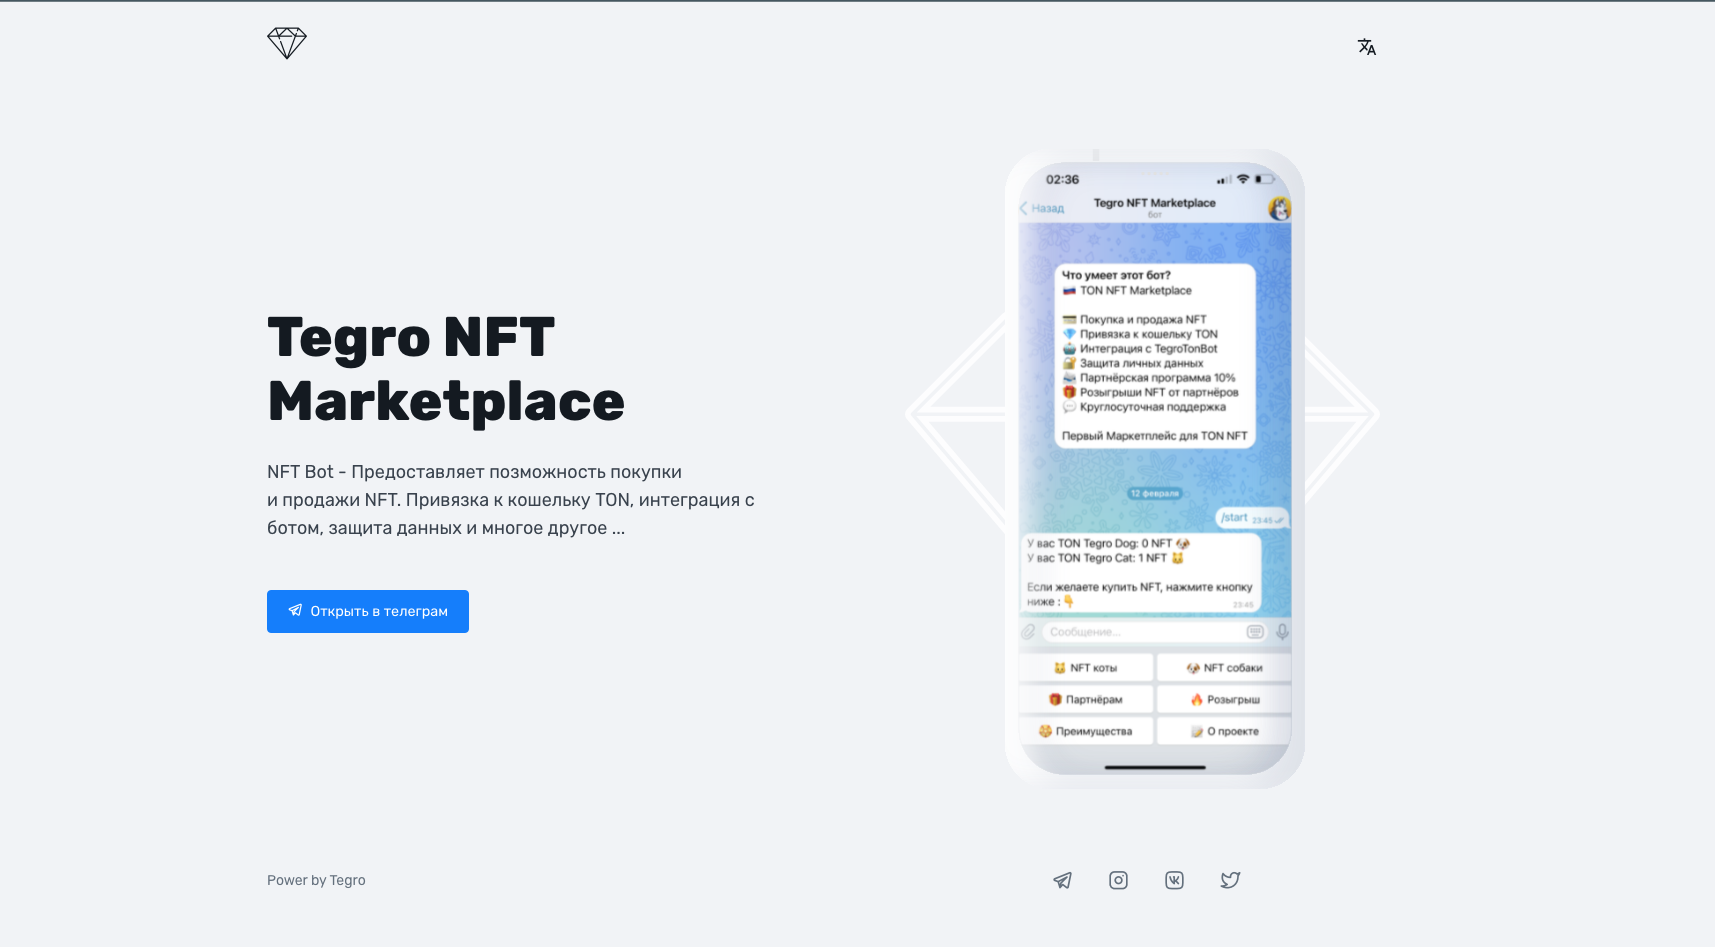 Tegro NFT
Marketplace
NFT Bot - Предоставляет позможность покупки
и продажи NFT. Привязка к кошельку TON, интеграция с
ботом, защита данных и многое другое ...
Открыть в телеграм
02:36
Назад
Tegro NFT Marketplace
бот
Что умеет этот бот?
TON NFT Marketplace
Покупка и продажа NFT
Привязка к кошельку TON
Интеграция с TegroTonBot
Защита личных данных
Партнёрская программа 10%
Розыгрыши NFT от партнёров
Круглосуточная поддержка
Первый Маркетплейс для TON NFT
12 февраля
/start 23:45
У вас TON Tegro Dog: 0 NFT
У вас TON Tegro Cat: 1 NFT
Если желаете купить NFT, нажмите кнопку
ниже :
23:45
Сообщение...
NFT коты
NFT собаки
Партнёрам
Розыгрыш
Преимущества
О проекте
Power by Tegro